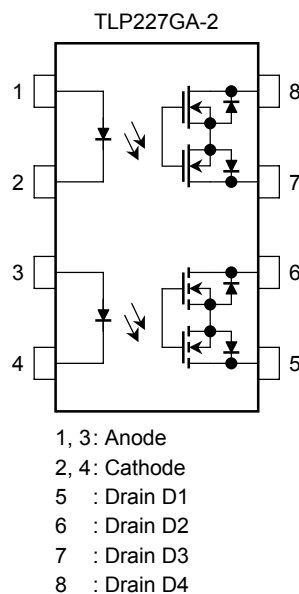 TLP227GA-2
1
8
2
7
3
6
4
5
1, 3: Anode
2, 4: Cathode
5 : Drain D1
6 : Drain D2
7 : Drain D3
8 : Drain D4